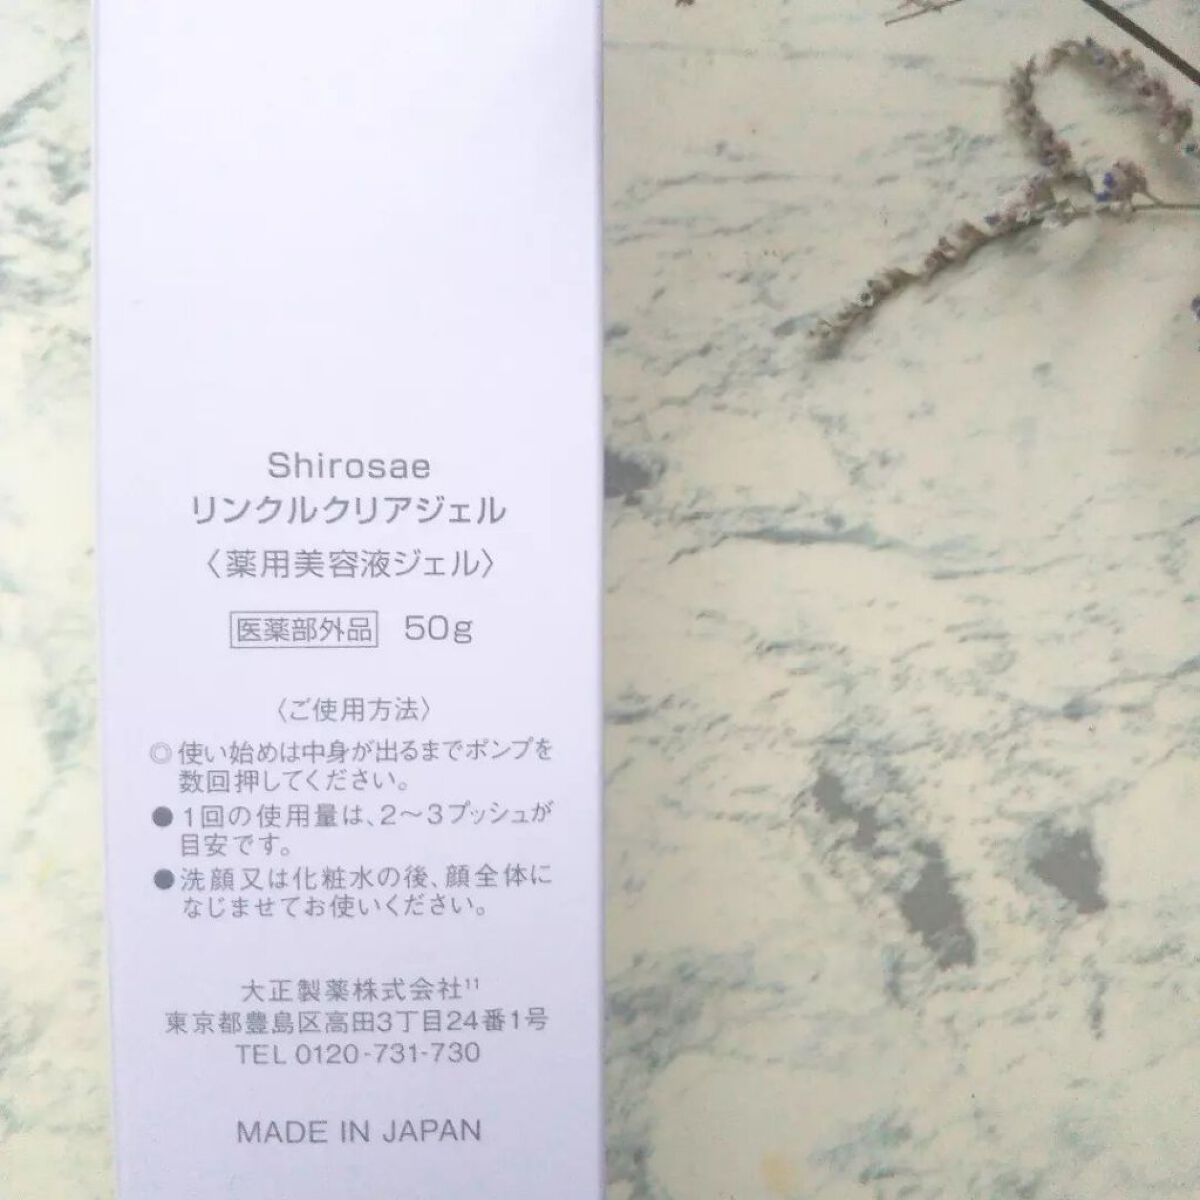 Shirosae
リンクルクリアジェル
〈薬用美容液ジェル〉
医薬部外品 50g
〈ご使用方法〉
◎使い始めは中身が出るまでポンプを
数回押してください。
●1回の使用量は、2〜3プッシュが
目安です。
●洗顔又は化粧水の後、顔全体に
なじませてお使いください。
大正製薬株式会社11
東京都豊島区高田3丁目24番1号
TEL 0120-731-730
MADE IN JAPAN